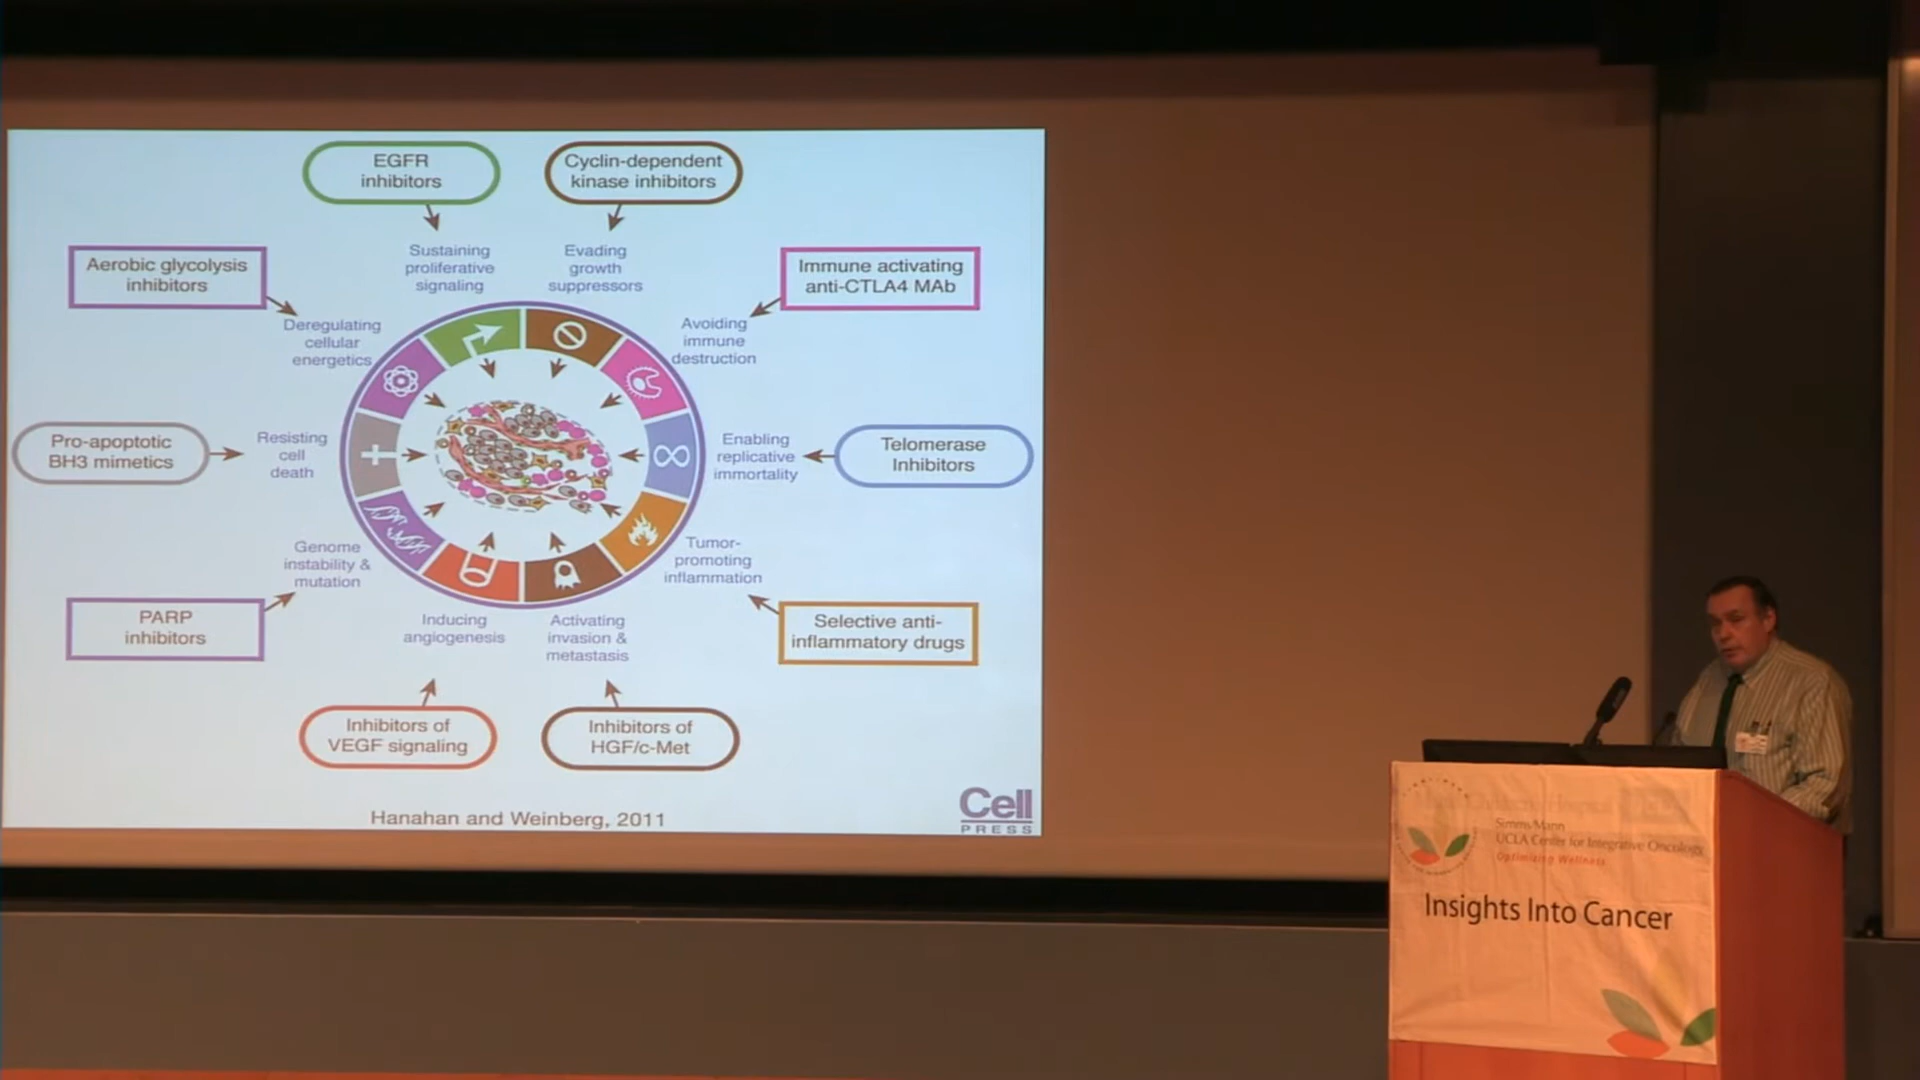 EGFR
inhibitors
Cyclin-dependent
kinase inhibitors
Aerobic glycolysis
inhibitors
Sustaining
proliferative
signaling
Evading
growth
suppressors
Immune activating
anti-CTLA4 MAb
Deregulating
cellular
energetics
Avoiding
immune
destruction
Pro-apoptotic
BH3 mimetics
Resisting
cell
death
Enabling
replicative
immortality
Telomerase
Inhibitors
Genome
instability &
mutation
Tumor-
promoting
inflammation
PARP
inhibitors
Inducing
angiogenesis
Activating
invasion &
metastasis
Selective anti-
inflammatory drugs
Inhibitors of
VEGF signaling
Inhibitors of
HGF/c-Met
Hanahan and Weinberg, 2011
Cell
PRESS
Simms/Mann
UCLA Center for Integrative Oncology
Optimizing Wellness
Insights Into Cancer